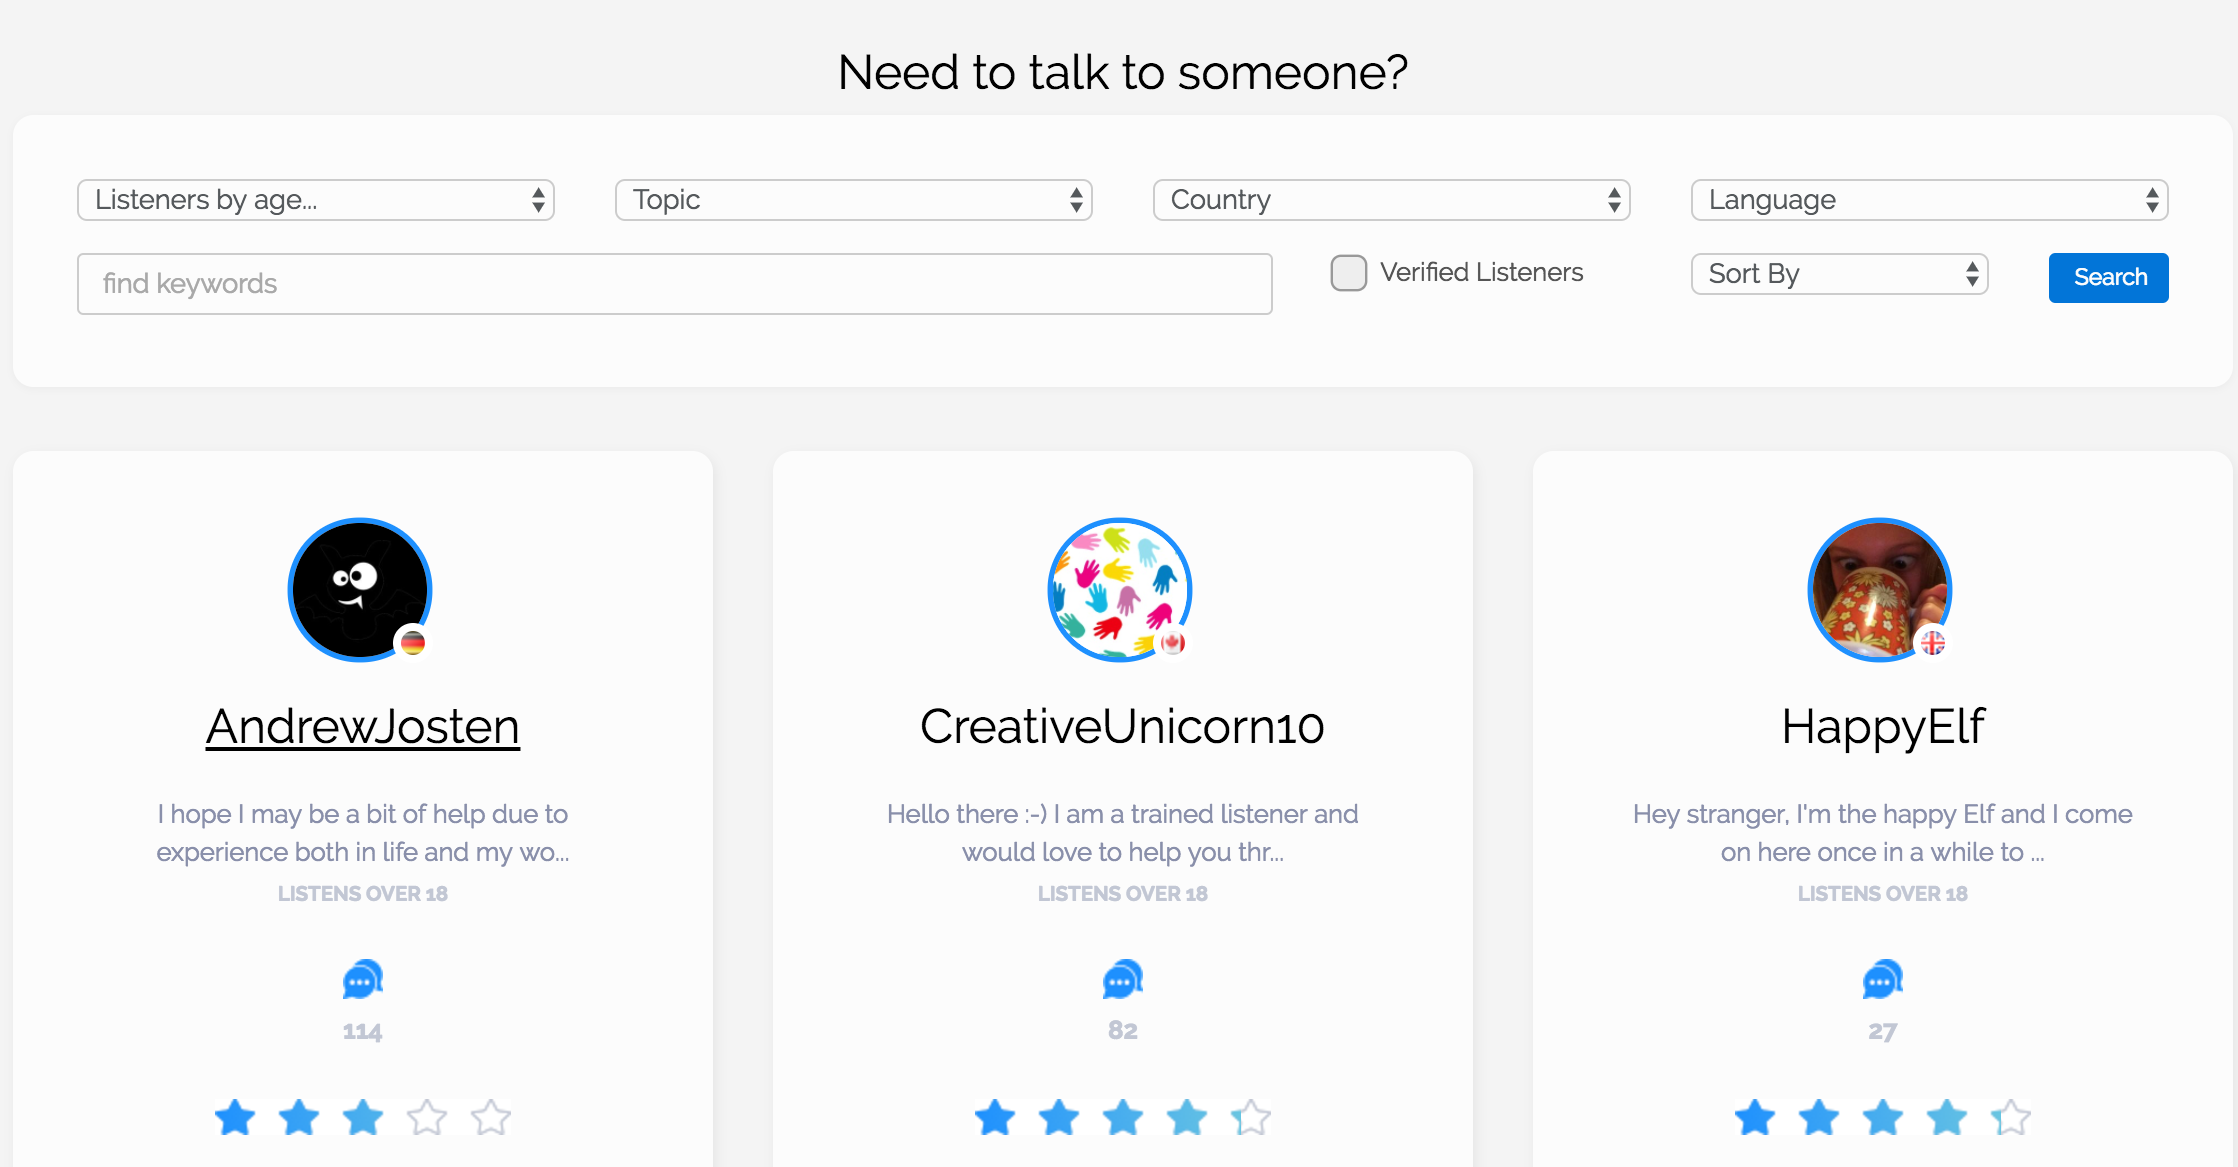 Need to talk to someone?
Listeners by age... Topic Country Language
find keywords Verified Listeners Sort By Search
AndrewJosten CreativeUnicorn10 HappyElf
I hope I may be a bit of help due to
experience both in life and my wo...
LISTENS OVER 18
114
Hello there :-) I am a trained listener and
would love to help you thr...
LISTENS OVER 18
82
Hey stranger, I'm the happy Elf and I come
on here once in a while to ...
LISTENS OVER 18
27